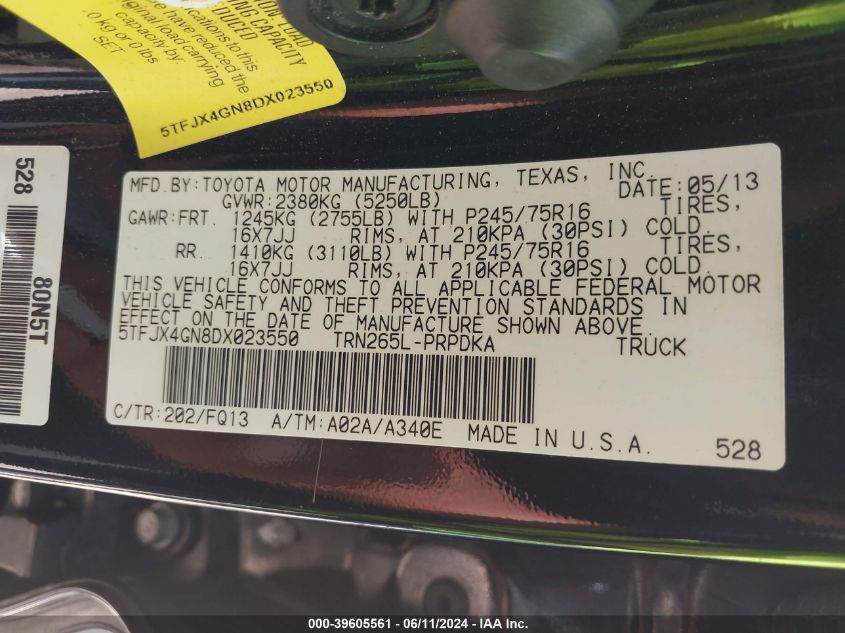 LOAD
CAPACITY
REDUCED
cations to this
have reduced the
original load carrying
capacity by:
.0 kg or 0 lbs.
SET
5TFJX4GN8DX023550
528
80N5T
MFD.BY:TOYOTA MOTOR MANUFACTURING, TEXAS, INC.
DATE:05/13
GVWR:2380KG (5250LB)
GAWR:FRT. 1245KG (2755LB) WITH P245/75R16 TIRES,
16X7JJ RIMS, AT 210KPA (30PSI) COLD.
RR. 1410KG (3110LB) WITH P245/75R16 TIRES,
16X7JJ RIMS, AT 210KPA (30PSI) COLD.
THIS VEHICLE CONFORMS TO ALL APPLICABLE FEDERAL MOTOR
VEHICLE SAFETY AND THEFT PREVENTION STANDARDS IN
EFFECT ON THE DATE OF MANUFACTURE SHOWN ABOVE.
5TFJX4GN8DX023550 TRN265L-PRPDKA TRUCK
C/TR:202/FQ13 A/TM:A02A/A340E MADE IN U.S.A.
528
000-39605561 / 06/11/2024 - IAA Inc.